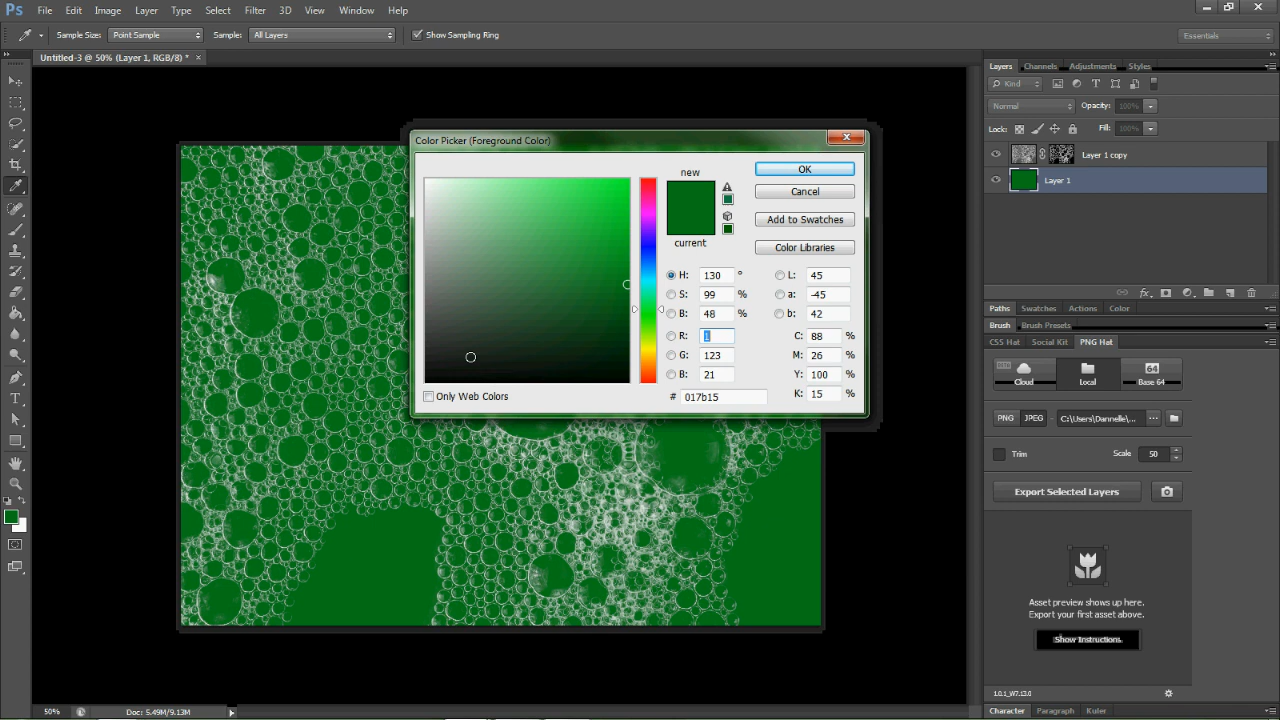 Ps File Edit Image Layer Type Select Filter 3D View Window Help
Sample Size: Point Sample Sample: All Layers Show Sampling Ring Essentials
Untitled-3 @ 50% (Layer 1, RGB/8) * ×
Layers Channels Adjustments Styles
Kind
Normal Opacity: 100%
Lock: Fill: 100%
Layer 1 copy
Layer 1
fx
Paths Swatches Actions Color
Brush Brush Presets
CSS Hat Social Kit PNG Hat
Cloud Local 64 Base 64
PNG JPEG C:\Users\Dannelle\...
Trim Scale 50
Export Selected Layers
Asset preview shows up here.
Export your first asset above.
Show Instructions.
1.0.1_W7.13.0
Character Paragraph Kuler
Color Picker (Foreground Color)
new
current
OK
Cancel
Add to Swatches
Color Libraries
H: 130 ° L: 45
S: 99 % a: -45
B: 48 % b: 42
R: 1 C: 88 %
G: 123 M: 26 %
B: 21 Y: 100 %
# 017b15 K: 15 %
Only Web Colors
50% Doc: 5.49M/9.13M